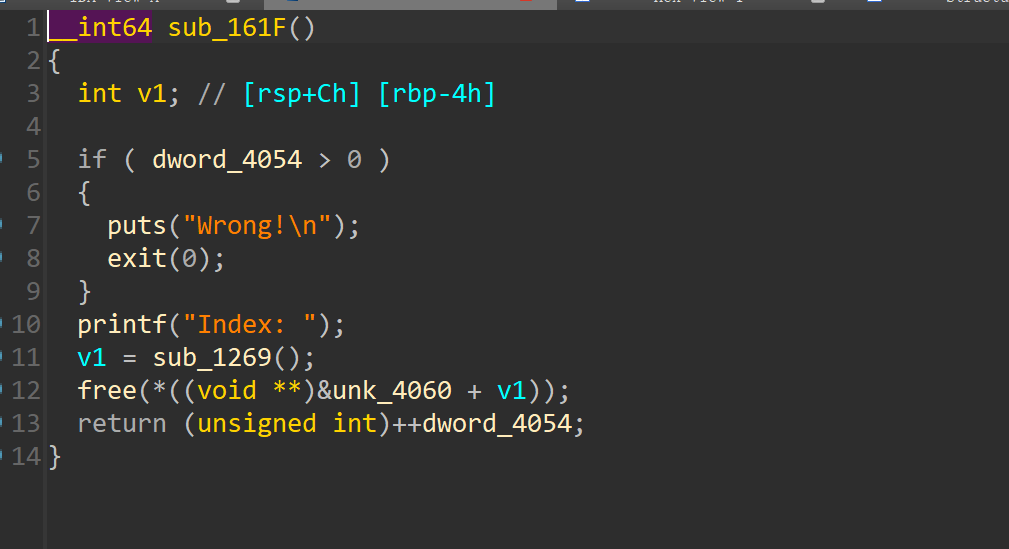 1 __int64 sub_161F()
2 {
3 int v1; // [rsp+Ch] [rbp-4h]
4
5 if ( dword_4054 > 0 )
6 {
7 puts("Wrong!\n");
8 exit(0);
9 }
10 printf("Index: ");
11 v1 = sub_1269();
12 free(*((void **)&unk_4060 + v1));
13 return (unsigned int)++dword_4054;
14 }